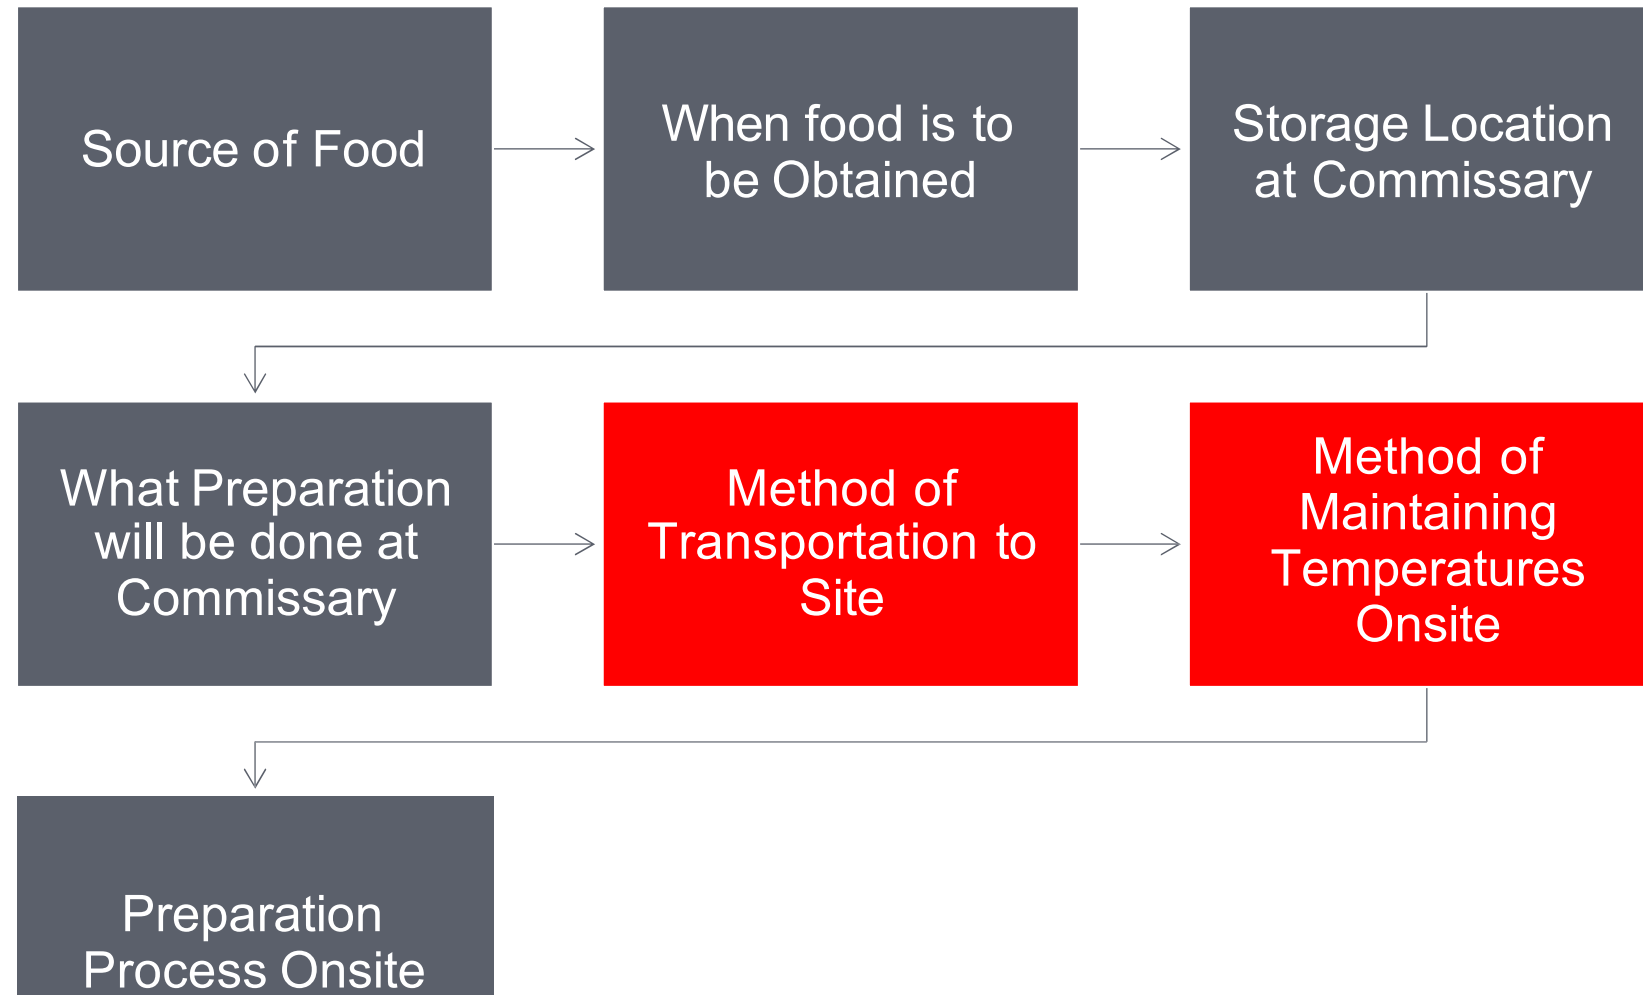 Source of Food
When food is to
be Obtained
Storage Location
at Commissary
What Preparation
will be done at
Commissary
Method of
Transportation to
Site
Method of
Maintaining
Temperatures
Onsite
Preparation
Process Onsite